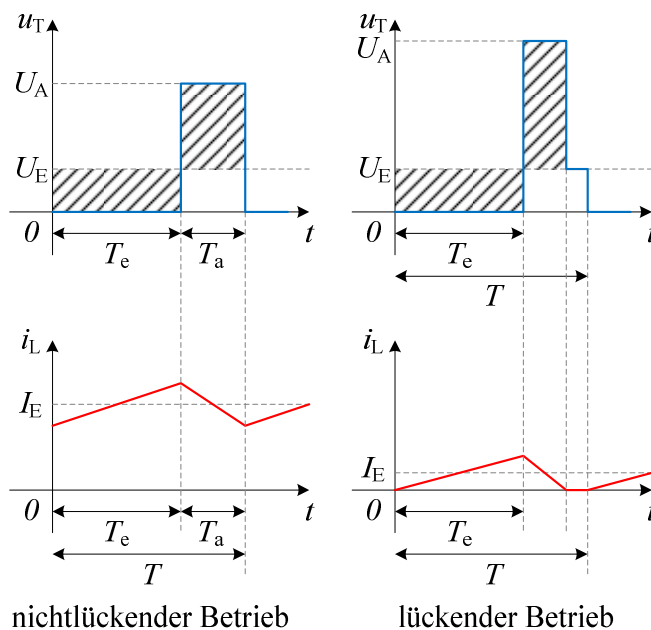 u_T
U_A
U_E
0
t
T_e
T_a
i_L
I_E
0
t
T_e
T_a
T
nichtlückender Betrieb
u_T
U_A
U_E
0
t
T_e
T
i_L
I_E
0
t
T_e
T
lückender Betrieb